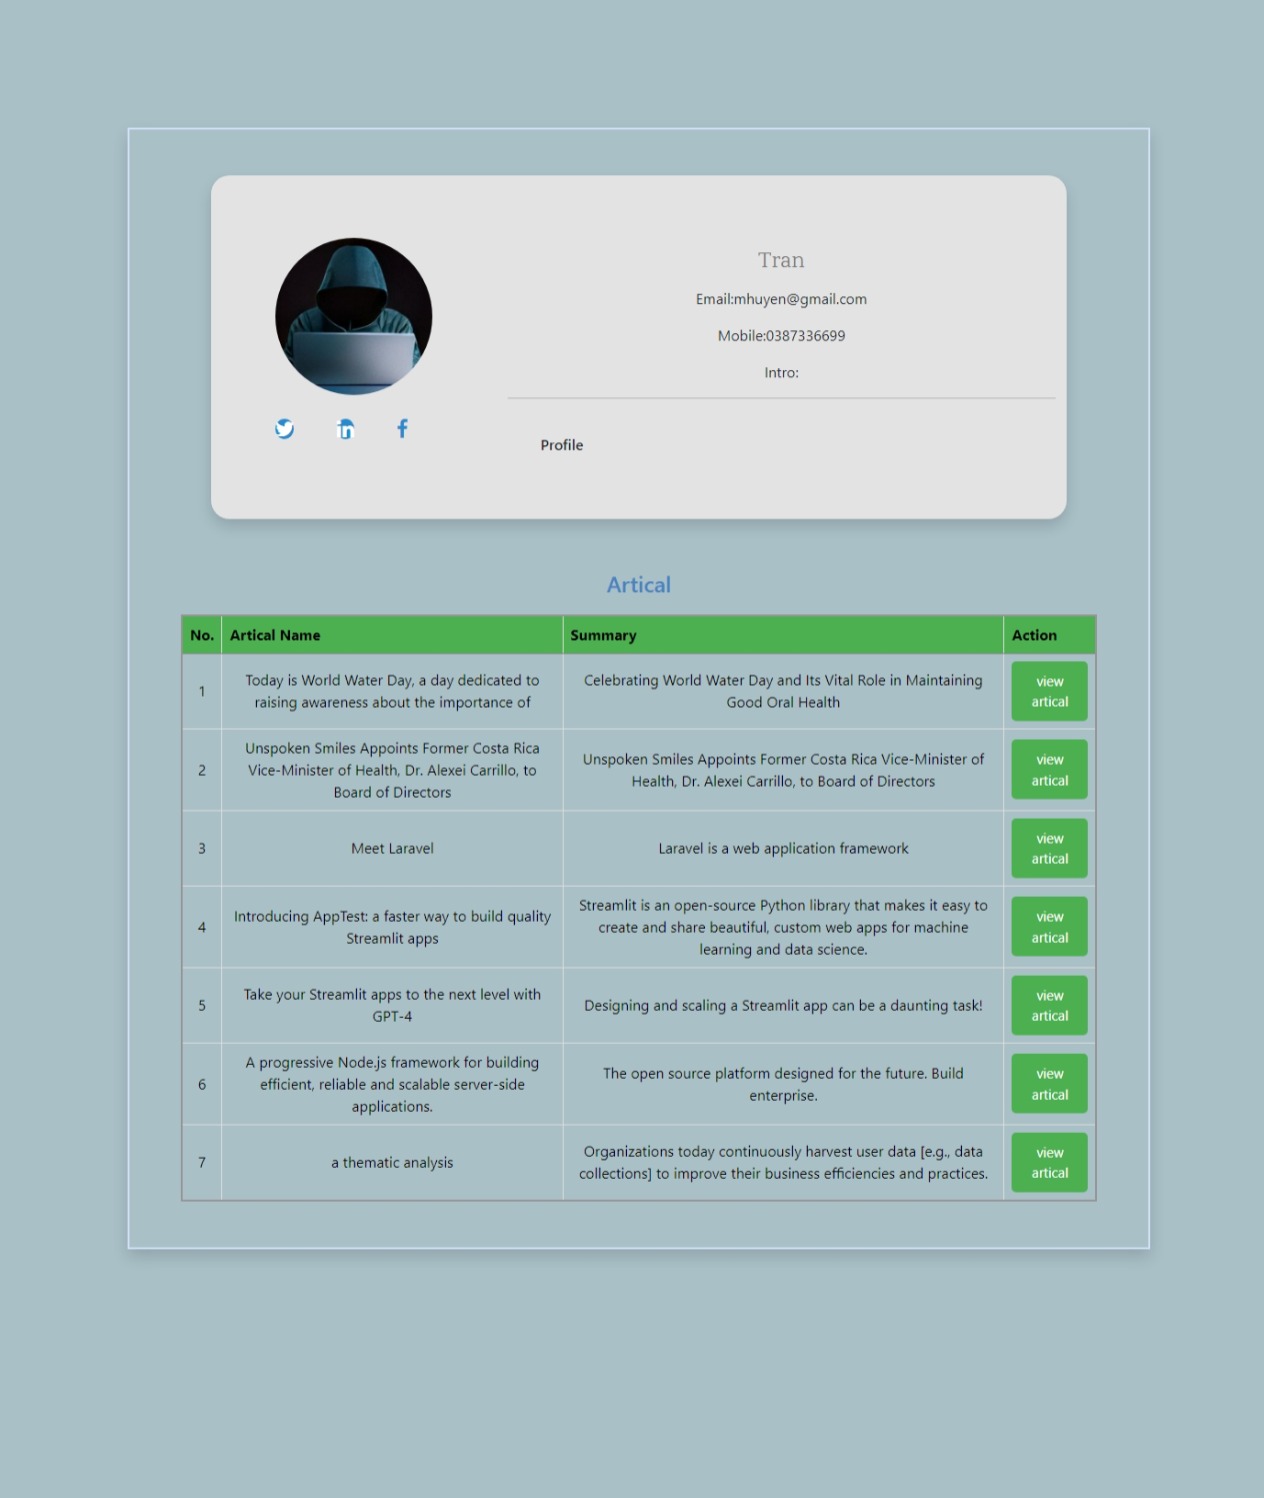 Tran
Email:mhuyen@gmail.com
Mobile:0387336699
Intro:
Profile
Artical
No. Artical Name Summary Action
1
Today is World Water Day, a day dedicated to
raising awareness about the importance of
Celebrating World Water Day and Its Vital Role in Maintaining
Good Oral Health
view
artical
2
Unspoken Smiles Appoints Former Costa Rica
Vice-Minister of Health, Dr. Alexei Carrillo, to
Board of Directors
Unspoken Smiles Appoints Former Costa Rica Vice-Minister of
Health, Dr. Alexei Carrillo, to Board of Directors
view
artical
3
Meet Laravel
Laravel is a web application framework
view
artical
4
Introducing AppTest: a faster way to build quality
Streamlit apps
Streamlit is an open-source Python library that makes it easy to
create and share beautiful, custom web apps for machine
learning and data science.
view
artical
5
Take your Streamlit apps to the next level with
GPT-4
Designing and scaling a Streamlit app can be a daunting task!
view
artical
6
A progressive Node.js framework for building
efficient, reliable and scalable server-side
applications.
The open source platform designed for the future. Build
enterprise.
view
artical
7
a thematic analysis
Organizations today continuously harvest user data [e.g., data
collections] to improve their business efficiencies and practices.
view
artical